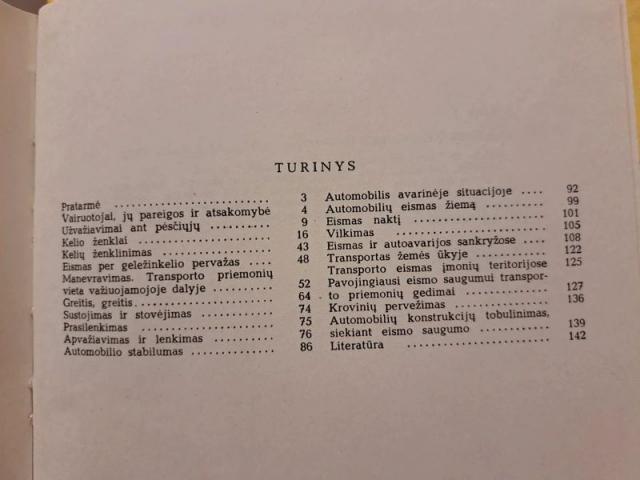 TURINYS
Pratarmė .......................... 3
Vairuotojai, jų pareigos ir atsakomybė 4
Užvažiavimai ant pėsčiųjų .......... 9
Kelio ženklai ..................... 16
Kelių ženklinimas ................. 43
Eismas per geležinkelio pervažas .... 48
Manevravimas. Transporto priemonių
vieta važiuojamojoje dalyje .......... 52
Greitis, greitis .................... 64
Sustojimas ir stovėjimas ............ 74
Prasilenkimas ..................... 75
Apvažiavimas ir lenkimas .......... 76
Automobilio stabilumas ............ 86
Automobilis avarinėje situacijoje .... 92
Automobilių eismas žiemą .......... 99
Eismas naktį .................... 101
Vilkimas ....................... 105
Eismas ir autoavarijos sankryžose ... 108
Transportas žemės ūkyje .......... 122
Transporto eismas įmonių teritorijose 125
Pavojingiausi eismo saugumui transpor-
to priemonių gedimai .............. 127
Krovinių pervežimas .............. 136
Automobilių konstrukcijų tobulinimas,
siekiant eismo saugumo ............ 139
Literatūra ...................... 142